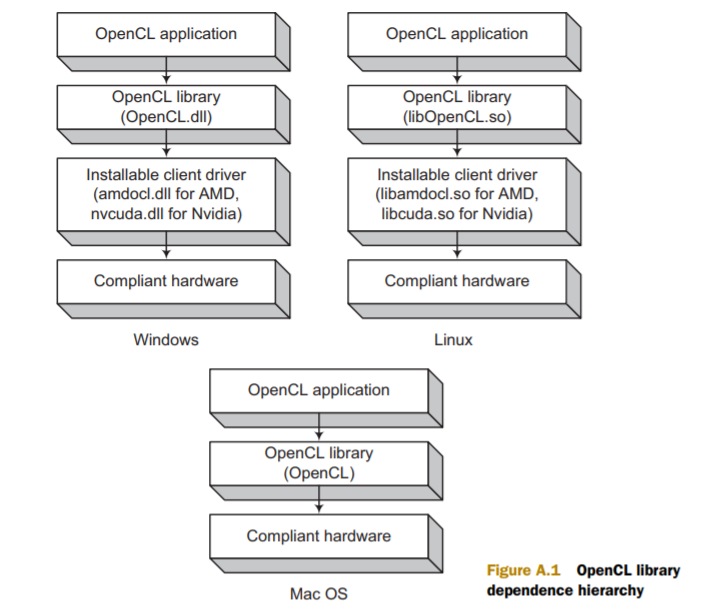 OpenCL application
OpenCL library
(OpenCL.dll)
Installable client driver
(amdocl.dll for AMD,
nvcuda.dll for Nvidia)
Compliant hardware
Windows
OpenCL application
OpenCL library
(libOpenCL.so)
Installable client driver
(libamdocl.so for AMD,
libcuda.so for Nvidia)
Compliant hardware
Linux
OpenCL application
OpenCL library
(OpenCL)
Compliant hardware
Mac OS
Figure A.1 OpenCL library
dependence hierarchy